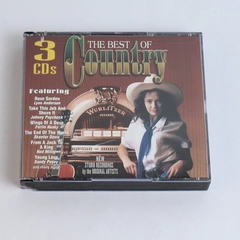 3
CDs
THE BEST OF
Country
Featuring
Rose Garden
Lynn Anderson
Take This Job And
Shove It
Johnny Paycheck
Wings Of A Dove
Ferlin Husky
The End Of The World
Skeeter Davis
From A Jack To
A King
Ned Miller
Young Love
Sonny James
WURLITZER
NEW
STUDIO RECORDINGS
by the ORIGINAL ARTISTS